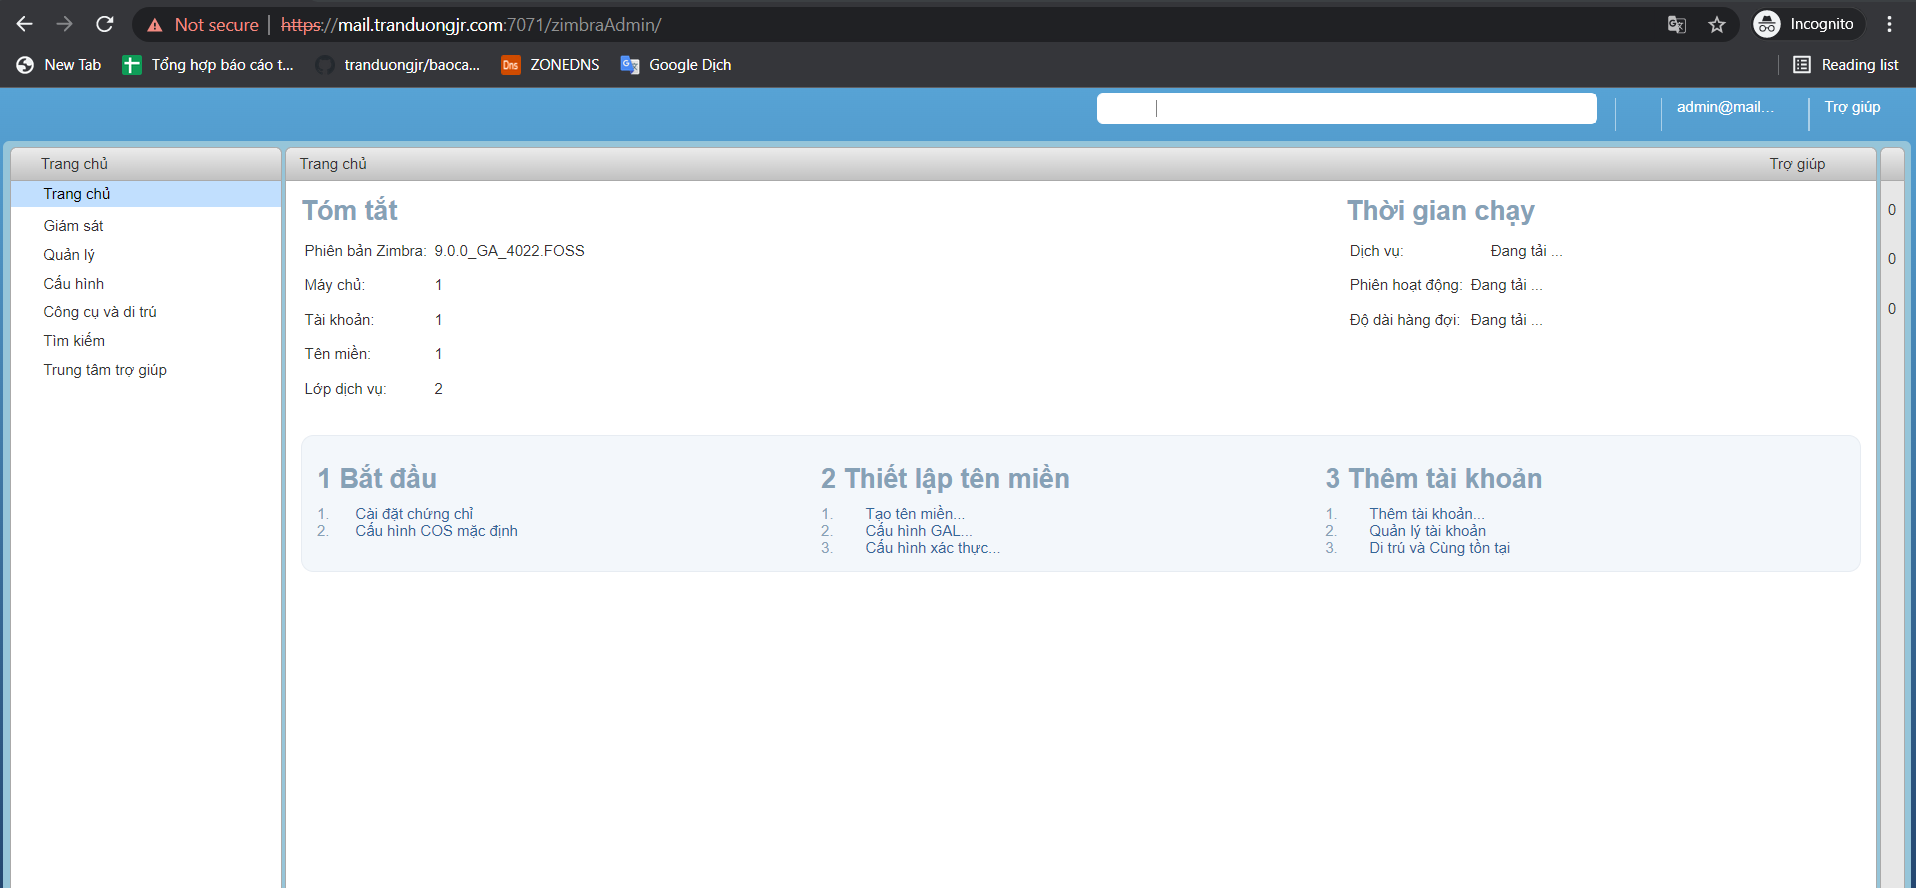 Not secure | https://mail.tranduongjr.com:7071/zimbraAdmin/ Incognito
New Tab Tổng hợp báo cáo t... tranduongjr/baoca... Dns ZONEDNS Google Dịch Reading list
admin@mail... Trợ giúp
Trang chủ
Trang chủ
Giám sát
Quản lý
Cấu hình
Công cụ và di trú
Tìm kiếm
Trung tâm trợ giúp
Trang chủ Trợ giúp
Tóm tắt
Phiên bản Zimbra: 9.0.0_GA_4022.FOSS
Máy chủ: 1
Tài khoản: 1
Tên miền: 1
Lớp dịch vụ: 2
Thời gian chạy
Dịch vụ: Đang tải ...
Phiên hoạt động: Đang tải ...
Độ dài hàng đợi: Đang tải ...
0
0
0
1 Bắt đầu
1. Cài đặt chứng chỉ
2. Cấu hình COS mặc định
2 Thiết lập tên miền
1. Tạo tên miền...
2. Cấu hình GAL...
3. Cấu hình xác thực...
3 Thêm tài khoản
1. Thêm tài khoản...
2. Quản lý tài khoản
3. Di trú và Cùng tồn tại